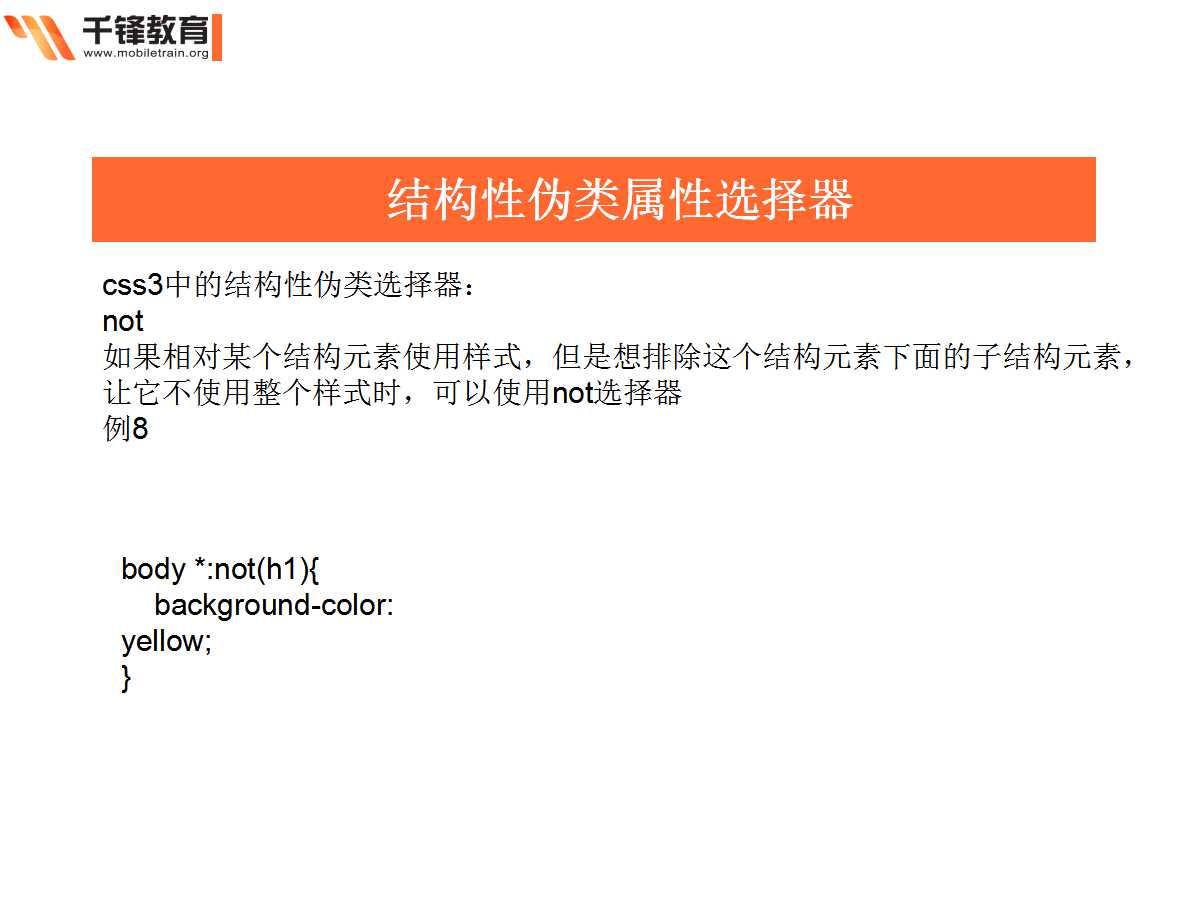 千锋教育
www.mobiletrain.org
结构性伪类属性选择器
css3中的结构性伪类选择器：
not
如果相对某个结构元素使用样式，但是想排除这个结构元素下面的子结构元素，
让它不使用整个样式时，可以使用not选择器
例8
body *:not(h1){
background-color:
yellow;
}